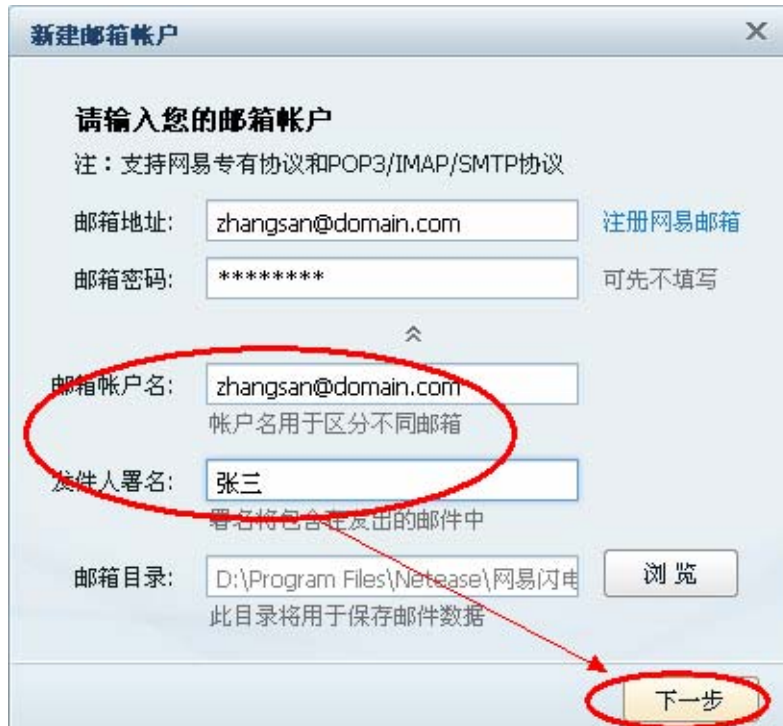 新建邮箱帐户
请输入您的邮箱帐户
注：支持网易专有协议和POP3/IMAP/SMTP协议
邮箱地址: zhangsan@domain.com 注册网易邮箱
邮箱密码: ******** 可先不填写
邮箱帐户名: zhangsan@domain.com
帐户名用于区分不同邮箱
发件人署名: 张三
署名将包含在发出的邮件中
邮箱目录: D:\Program Files\Netease\网易闪电 浏览
此目录将用于保存邮件数据
下一步